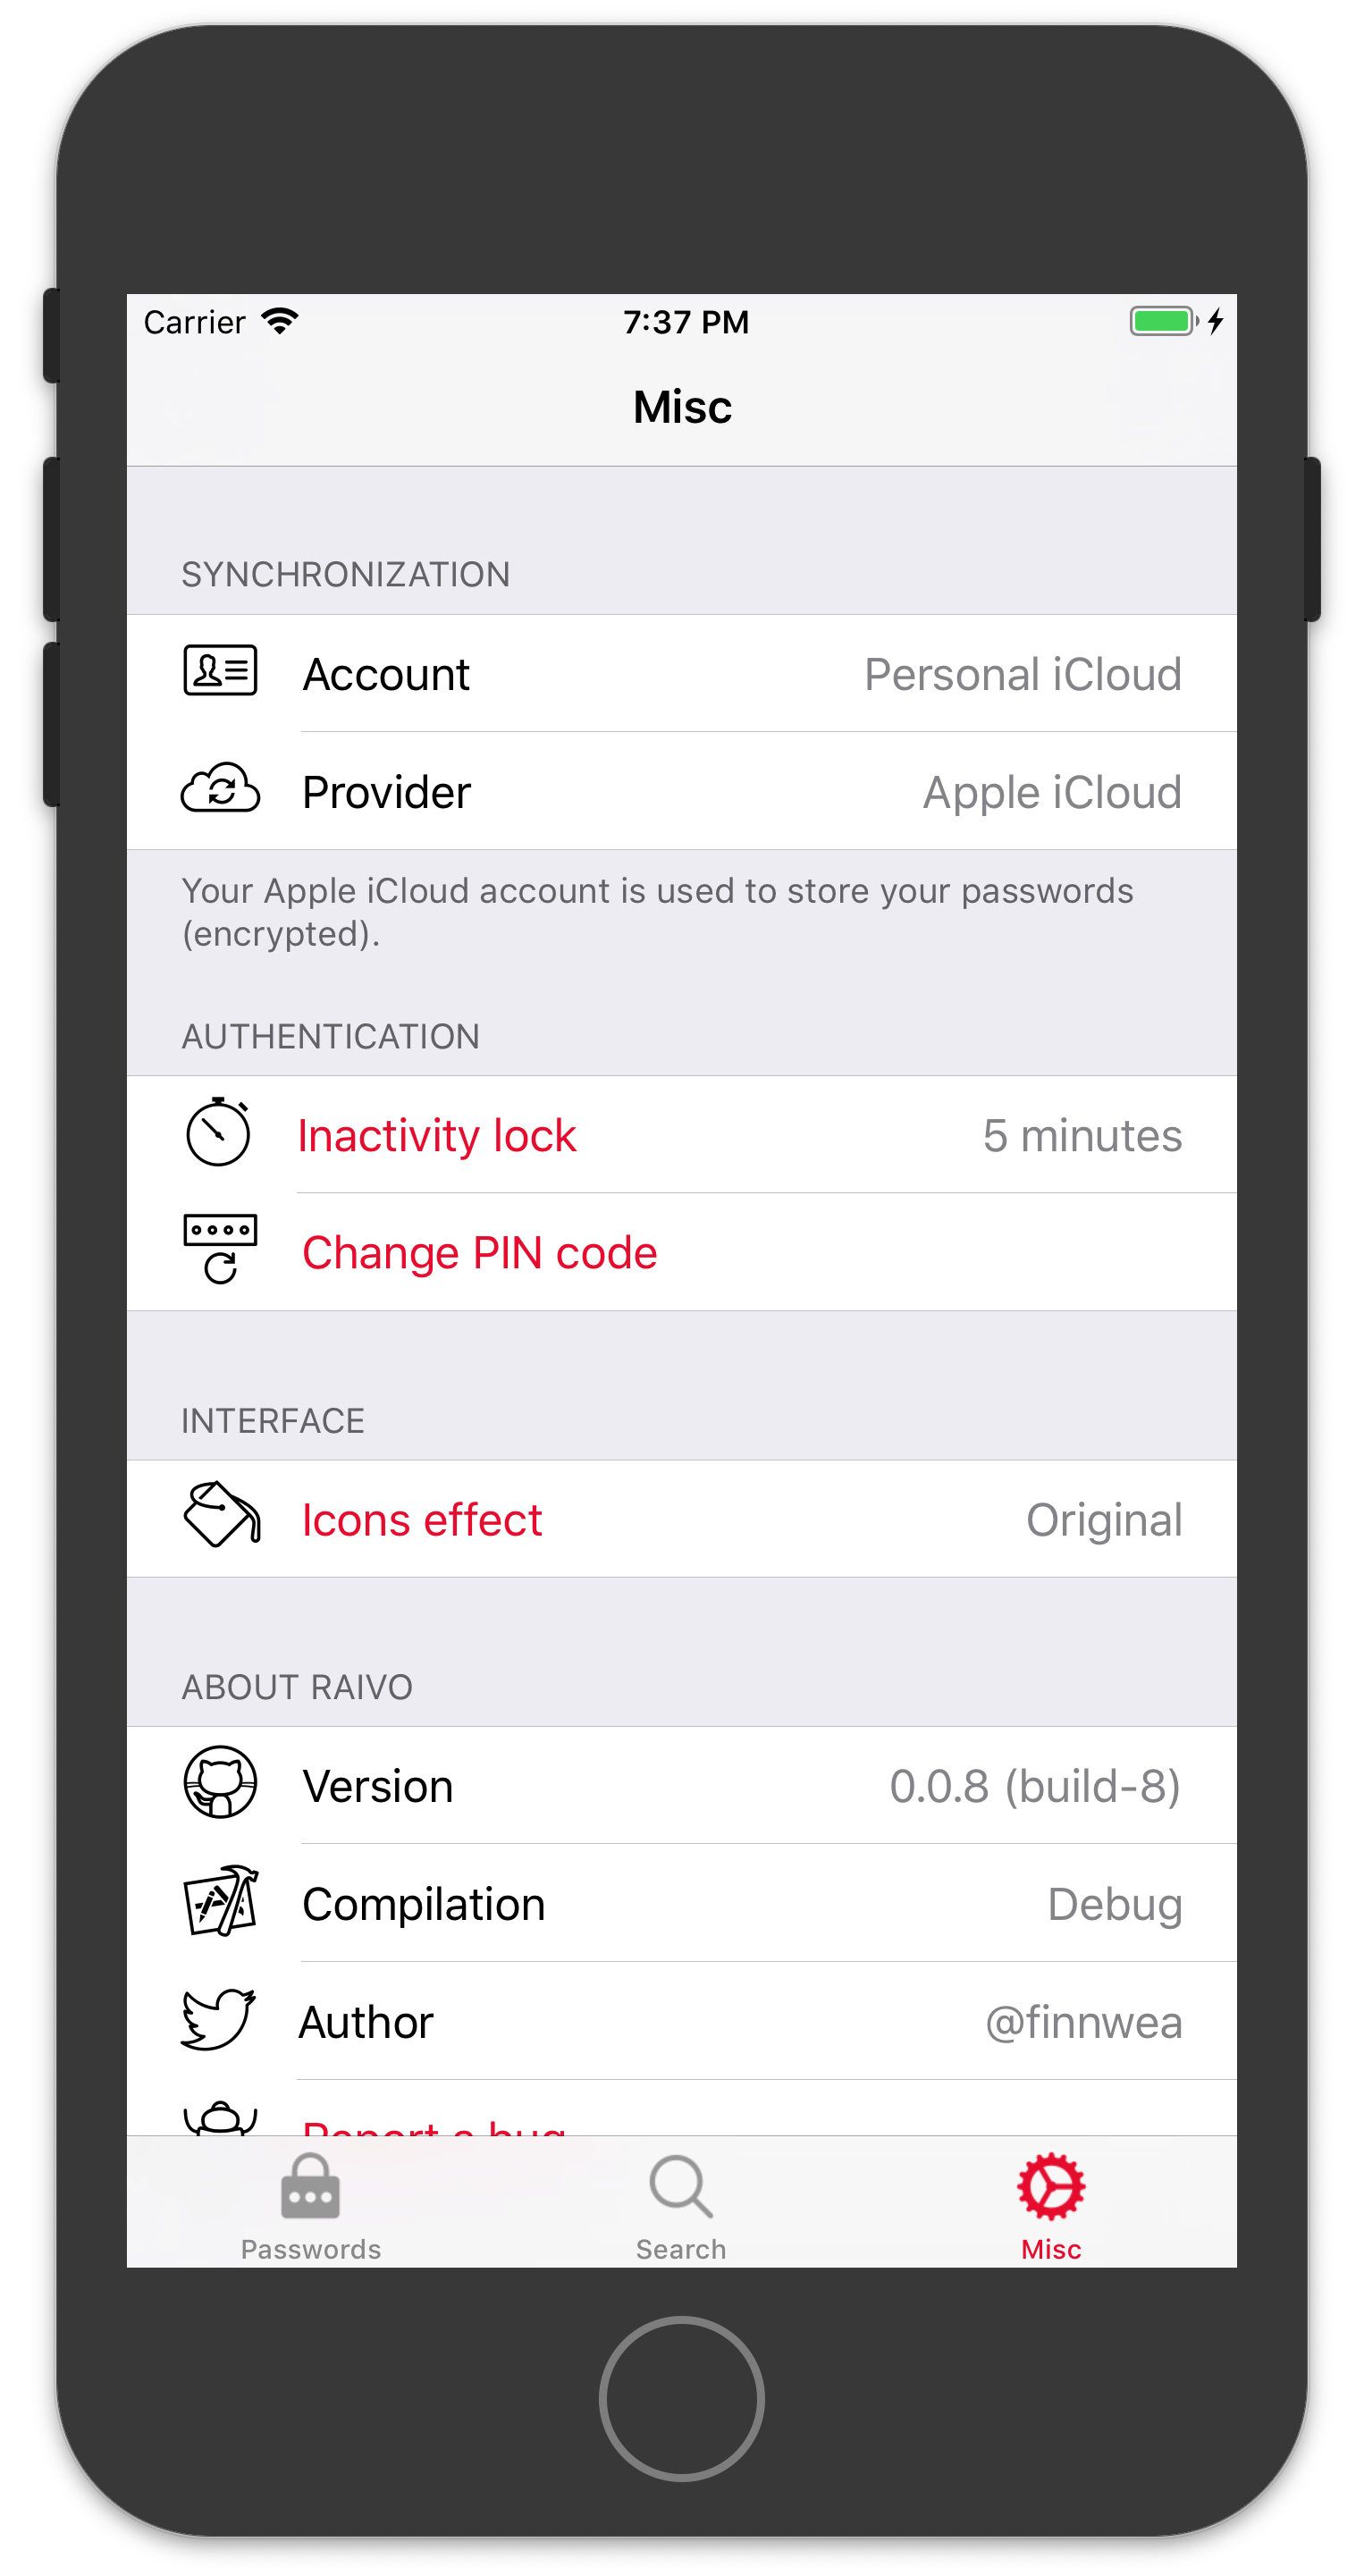 Carrier 7:37 PM
Misc
SYNCHRONIZATION
Account Personal iCloud
Provider Apple iCloud
Your Apple iCloud account is used to store your passwords
(encrypted).
AUTHENTICATION
Inactivity lock 5 minutes
Change PIN code
INTERFACE
Icons effect Original
ABOUT RAIVO
Version 0.0.8 (build-8)
Compilation Debug
Author @finnwea
Report a bug
Passwords Search Misc